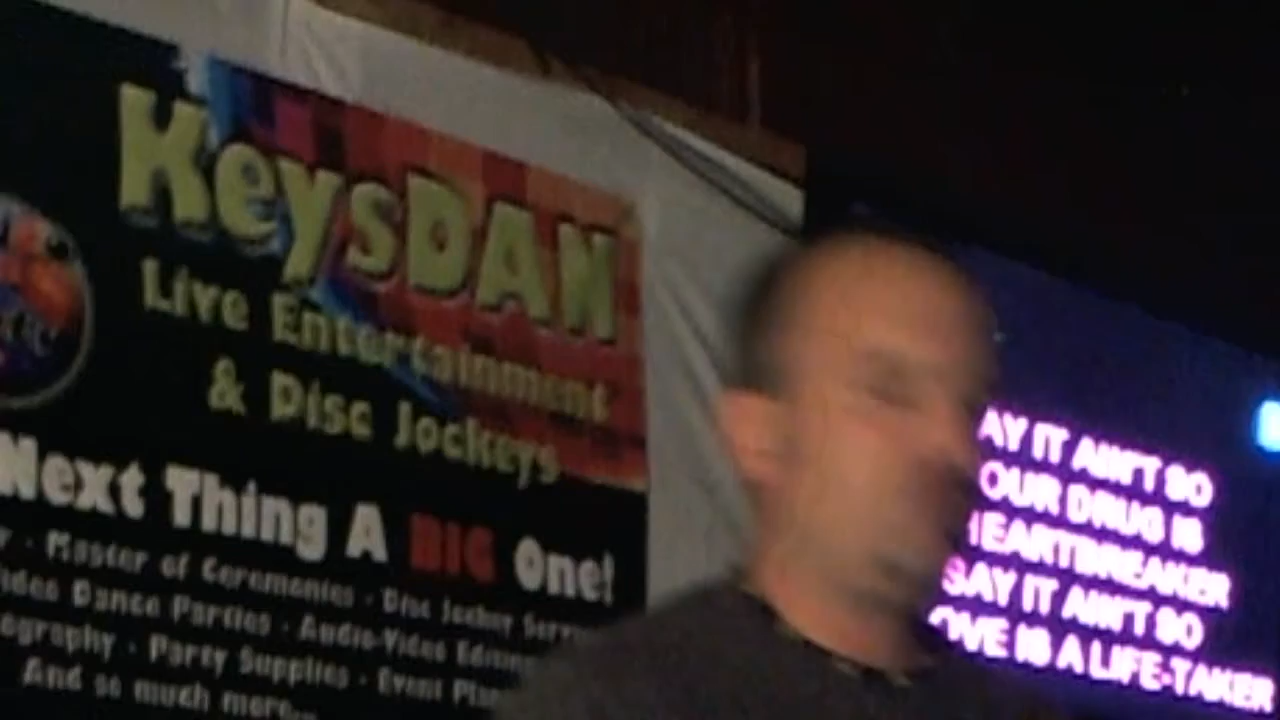 KeysDAN
Live Entertainment
& Disc Jockeys
Next Thing A BIG One!
· Master of Ceremonies · Disc Jockey
Dance Parties · Audio-Video
· Party Supplies · Event
And so much more...
AY IT AIN'T SO
OUR DRUG IS
HEARTBREAKER
SAY IT AIN'T SO
OVE IS A LIFE-TAKER